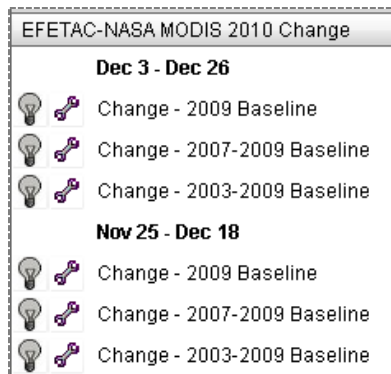 EFETAC-NASA MODIS 2010 Change
Dec 3 - Dec 26
Change - 2009 Baseline
Change - 2007-2009 Baseline
Change - 2003-2009 Baseline
Nov 25 - Dec 18
Change - 2009 Baseline
Change - 2007-2009 Baseline
Change - 2003-2009 Baseline